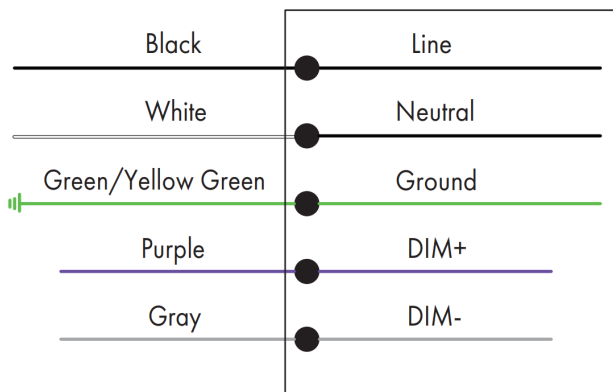 Black Line
White Neutral
Green/Yellow Green Ground
Purple DIM+
Gray DIM-